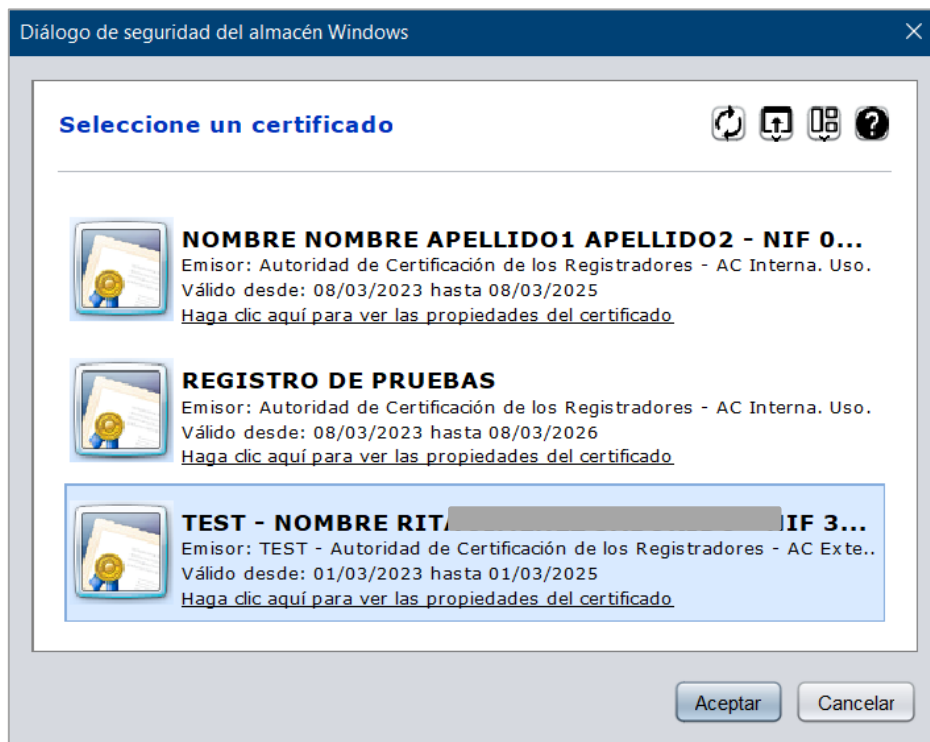 Diálogo de seguridad del almacén Windows
Seleccione un certificado
NOMBRE NOMBRE APELLIDO1 APELLIDO2 - NIF 0...
Emisor: Autoridad de Certificación de los Registradores - AC Interna. Uso.
Válido desde: 08/03/2023 hasta 08/03/2025
Haga clic aquí para ver las propiedades del certificado
REGISTRO DE PRUEBAS
Emisor: Autoridad de Certificación de los Registradores - AC Interna. Uso.
Válido desde: 08/03/2023 hasta 08/03/2026
Haga clic aquí para ver las propiedades del certificado
TEST - NOMBRE 3...
Emisor: TEST - Autoridad de Certificación de los Registradores - AC Exte..
Válido desde: 01/03/2023 hasta 01/03/2025
Haga clic aquí para ver las propiedades del certificado
Aceptar Cancelar